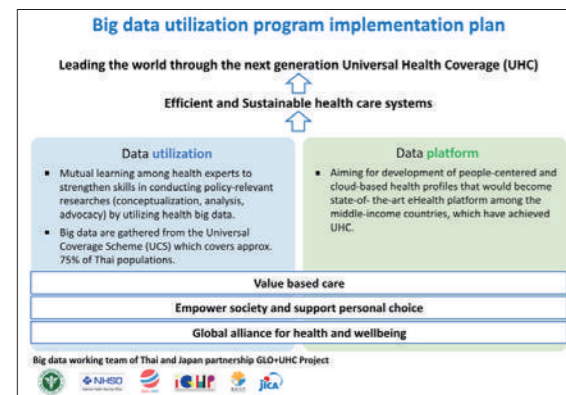 Big data utilization program implementation plan
Leading the world through the next generation Universal Health Coverage (UHC)
Efficient and Sustainable health care systems
Data utilization
▪ Mutual learning among health experts to
strengthen skills in conducting policy-relevant
researches (conceptualization, analysis,
advocacy) by utilizing health big data.
▪ Big data are gathered from the Universal
Coverage Scheme (UCS) which covers approx.
75% of Thai populations.
Data platform
▪ Aiming for development of people-centered and
cloud-based health profiles that would become
state-of- the-art eHealth platform among the
middle-income countries, which have achieved
UHC.
Value based care
Empower society and support personal choice
Global alliance for health and wellbeing
Big data working team of Thai and Japan partnership GLO+UHC Project
NHSO
jica